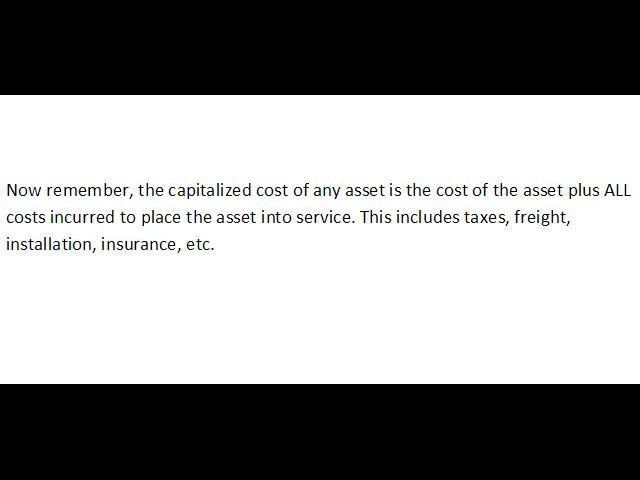 Now remember, the capitalized cost of any asset is the cost of the asset plus ALL
costs incurred to place the asset into service. This includes taxes, freight,
installation, insurance, etc.